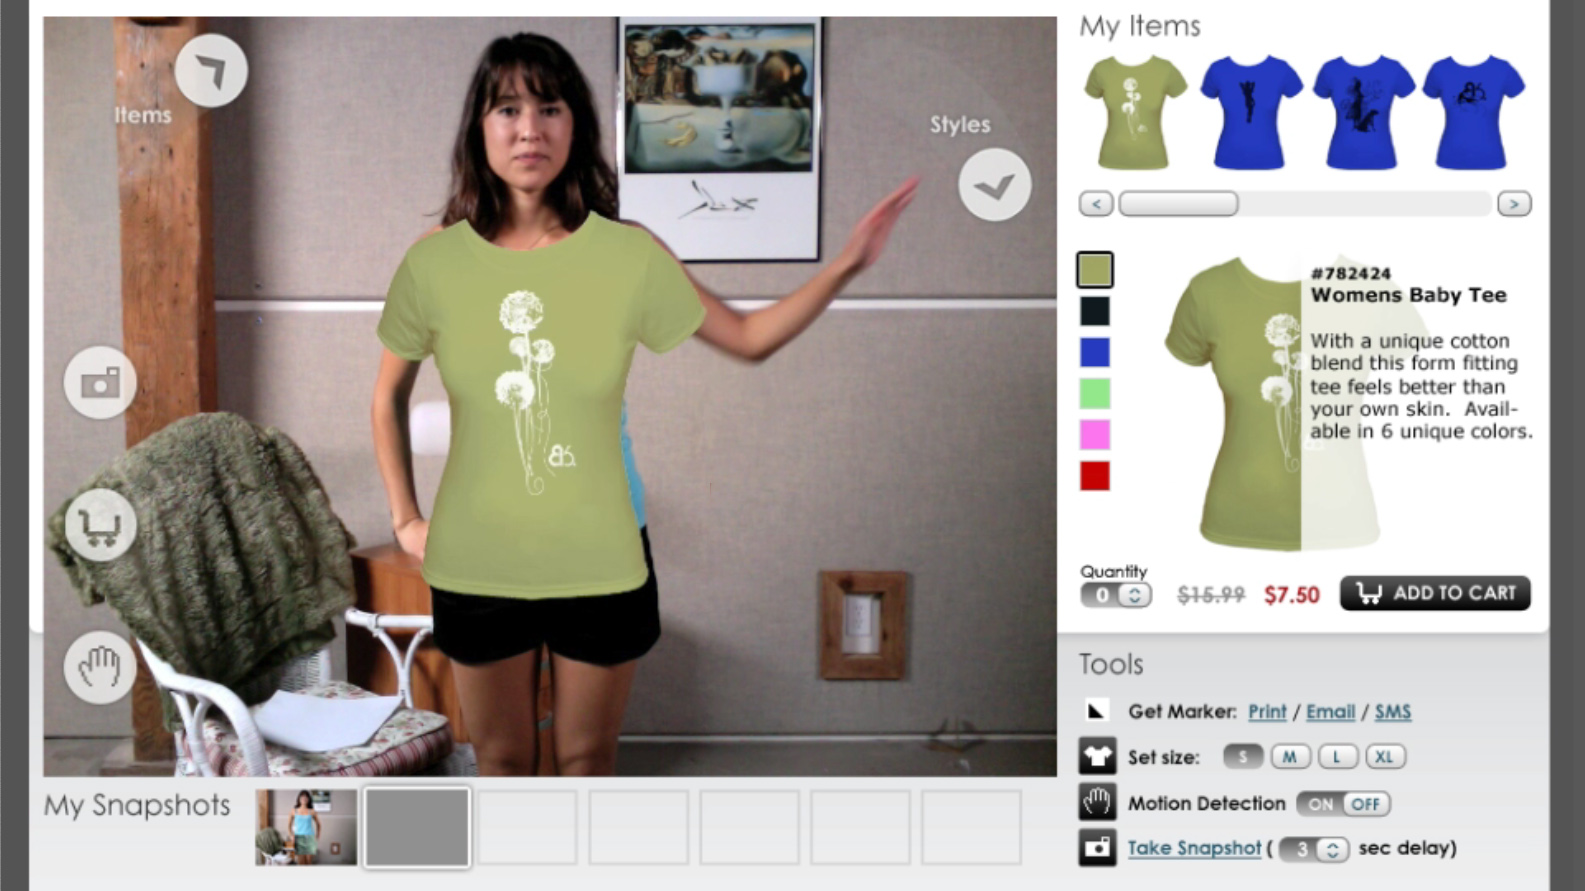 Items
Styles
My Items
<
>
#782424
Womens Baby Tee
With a unique cotton
blend this form fitting
tee feels better than
your own skin.  Avail-
able in 6 unique colors.
Quantity
0
$15.99 $7.50
ADD TO CART
Tools
Get Marker: Print / Email / SMS
Set size: S M L XL
Motion Detection ON OFF
Take Snapshot ( 3 sec delay)
My Snapshots